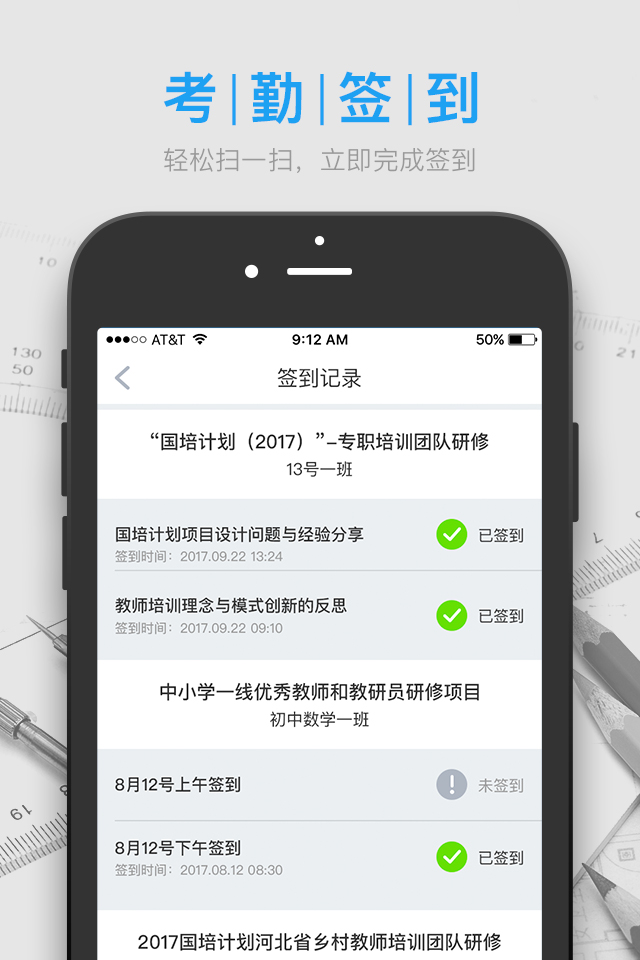 考|勤|签|到
轻松扫一扫，立即完成签到
AT&T 9:12 AM 50%
签到记录
“国培计划（2017）”–专职培训团队研修
13号一班
国培计划项目设计问题与经验分享
签到时间：2017.09.22 13:24
已签到
教师培训理念与模式创新的反思
签到时间：2017.09.22 09:10
已签到
中小学一线优秀教师和教研员研修项目
初中数学一班
8月12号上午签到
未签到
8月12号下午签到
签到时间：2017.08.12 08:30
已签到
2017国培计划河北省乡村教师培训团队研修
10
130
50
19
7
21